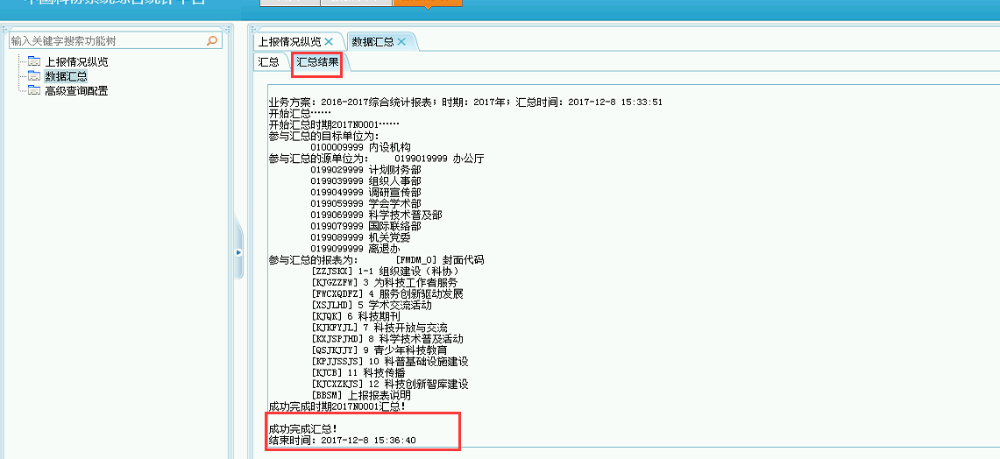 输入关键字搜索功能树
上报情况纵览
数据汇总
高级查询配置
上报情况纵览
数据汇总
汇总
汇总结果
业务方案：2016-2017综合统计报表；时期：2017年；汇总时间：2017-12-8 15:33:51
开始汇总……
开始汇总时期2017N0001……
参与汇总的目标单位为：
0100009999 内设机构
参与汇总的源单位为： 0199019999 办公厅
0199029999 计划财务部
0199039999 组织人事部
0199049999 调研宣传部
0199059999 学会学术部
0199069999 科学技术普及部
0199079999 国际联络部
0199089999 机关党委
0199099999 离退办
参与汇总的报表为： [FMDM_0] 封面代码
[ZZJSKX] 1-1 组织建设（科协）
[KJGZZFW] 3 为科技工作者服务
[FWCXQDFZ] 4 服务创新驱动发展
[XSJLHD] 5 学术交流活动
[KJQK] 6 科技期刊
[KJKFYJL] 7 科技开放与交流
[KXJSPJHD] 8 科学技术普及活动
[QSJKJJY] 9 青少年科技教育
[KPJJSSJS] 10 科普基础设施建设
[KJCB] 11 科技传播
[KJCXZKJS] 12 科技创新智库建设
[BBSM] 上报报表说明
成功完成时期2017N0001汇总！
成功完成汇总！
结束时间：2017-12-8 15:36:40